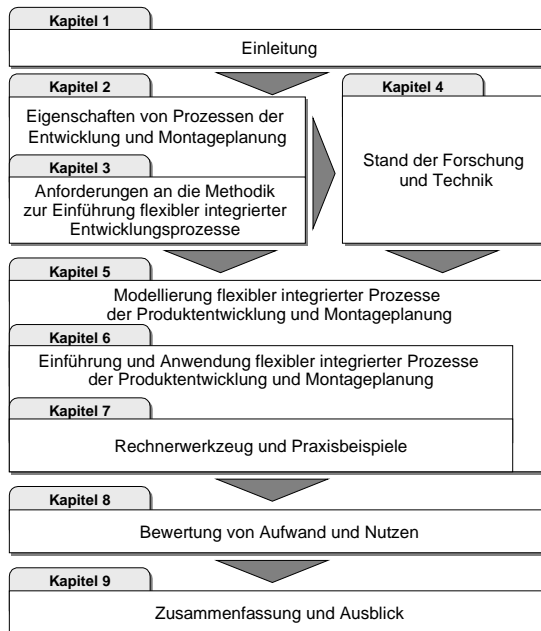 Kapitel 1
Einleitung
Kapitel 2
Eigenschaften von Prozessen der
Entwicklung und Montageplanung
Kapitel 3
Anforderungen an die Methodik
zur Einführung flexibler integrierter
Entwicklungsprozesse
Kapitel 4
Stand der Forschung
und Technik
Kapitel 5
Modellierung flexibler integrierter Prozesse
der Produktentwicklung und Montageplanung
Kapitel 6
Einführung und Anwendung flexibler integrierter Prozesse
der Produktentwicklung und Montageplanung
Kapitel 7
Rechnerwerkzeug und Praxisbeispiele
Kapitel 8
Bewertung von Aufwand und Nutzen
Kapitel 9
Zusammenfassung und Ausblick